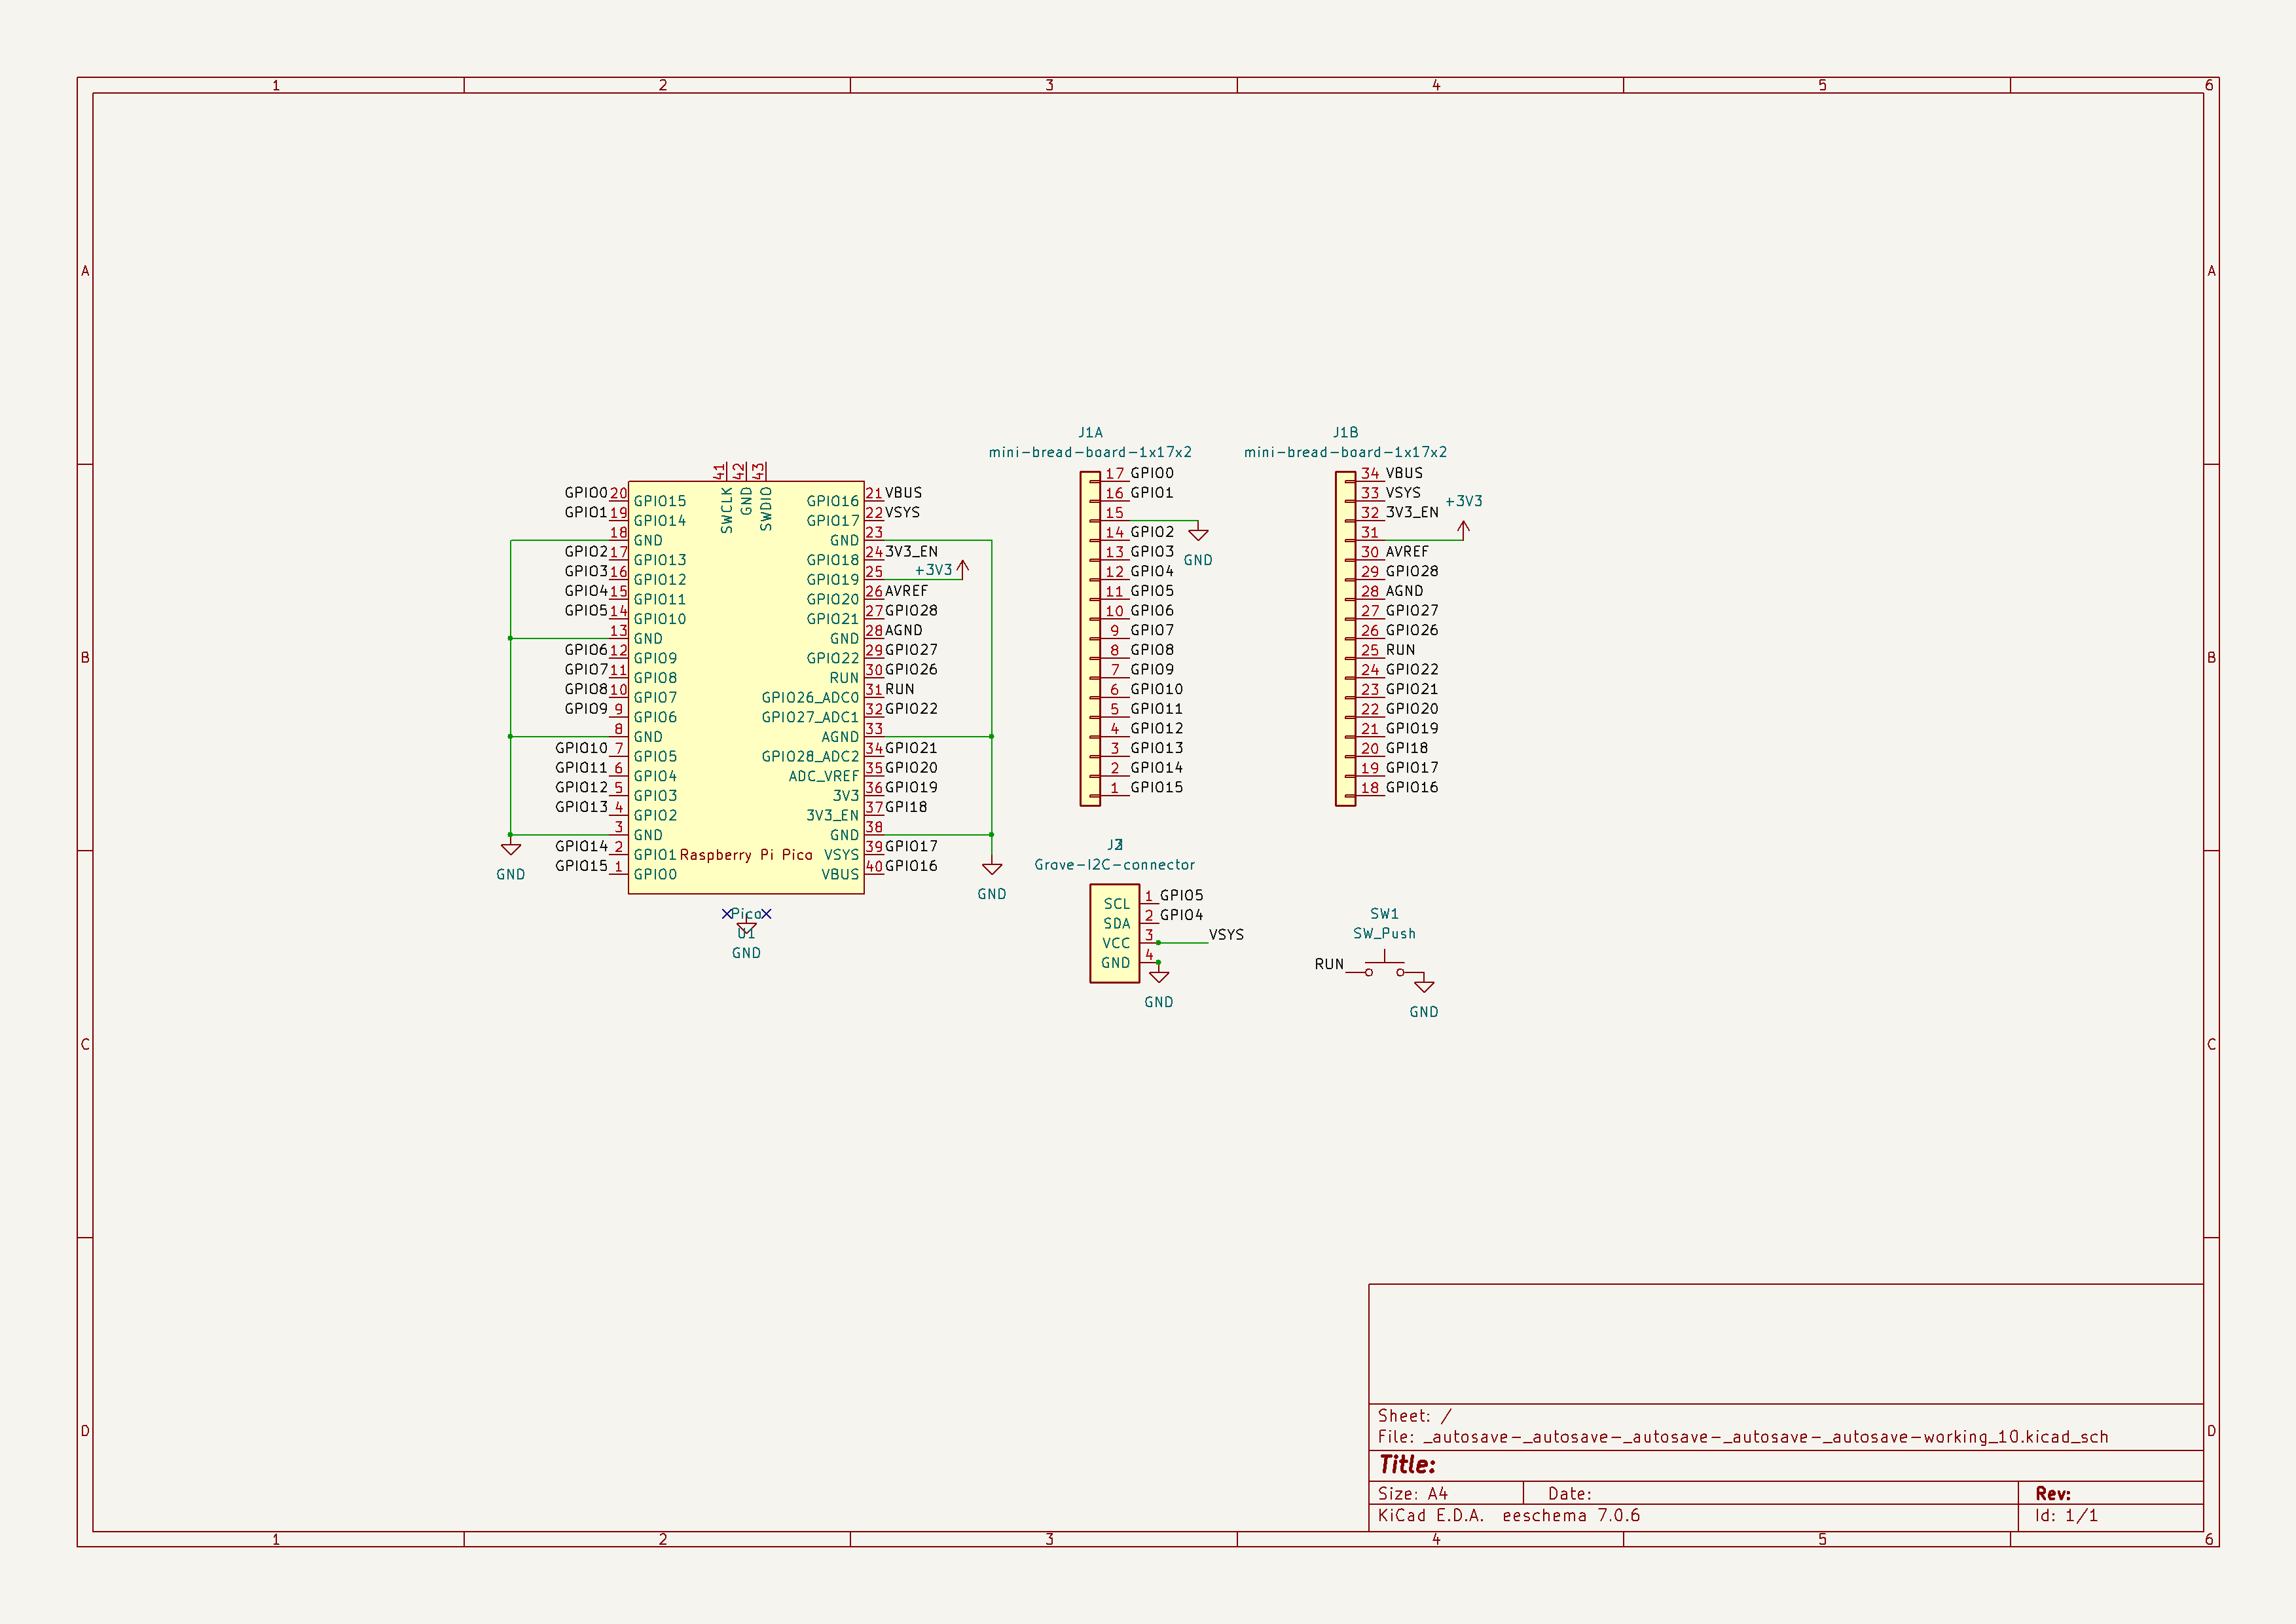 1 2 3 4 5 6
A A
B B
C C
D D
41 42 43
SWCLK GND SWDIO
GPIO0 20 GPIO15 GPIO16 21 VBUS
GPIO1 19 GPIO14 GPIO17 22 VSYS
18 GND GND 23
GPIO2 17 GPIO13 GPIO18 24 3V3_EN
GPIO3 16 GPIO12 GPIO19 25 +3V3
GPIO4 15 GPIO11 GPIO20 26 AVREF
GPIO5 14 GPIO10 GPIO21 27 GPIO28
13 GND GND 28 AGND
GPIO6 12 GPIO9 GPIO22 29 GPIO27
GPIO7 11 GPIO8 RUN 30 GPIO26
GPIO8 10 GPIO7 GPIO26_ADC0 31 RUN
GPIO9 9 GPIO6 GPIO27_ADC1 32 GPIO22
8 GND AGND 33
GPIO10 7 GPIO5 GPIO28_ADC2 34 GPIO21
GPIO11 6 GPIO4 ADC_VREF 35 GPIO20
GPIO12 5 GPIO3 3V3 36 GPIO19
GPIO13 4 GPIO2 3V3_EN 37 GPI18
3 GND GND 38
GPIO14 2 GPIO1 Raspberry Pi Pico VSYS 39 GPIO17
GPIO15 1 GPIO0 VBUS 40 GPIO16
GND
GND
Pico
U1
GND
J1A
mini-bread-board-1x17x2
17 GPIO0
16 GPIO1
15
14 GPIO2
GND
13 GPIO3
12 GPIO4
11 GPIO5
10 GPIO6
9 GPIO7
8 GPIO8
7 GPIO9
6 GPIO10
5 GPIO11
4 GPIO12
3 GPIO13
2 GPIO14
1 GPIO15
J1B
mini-bread-board-1x17x2
34 VBUS
33 VSYS
+3V3
32 3V3_EN
31
30 AVREF
29 GPIO28
28 AGND
27 GPIO27
26 GPIO26
25 RUN
24 GPIO22
23 GPIO21
22 GPIO20
21 GPIO19
20 GPI18
19 GPIO17
18 GPIO16
Grove-I2C-connector
SCL 1 GPIO5
SDA 2 GPIO4
VCC 3 VSYS
GND 4
GND
SW1
SW_Push
RUN
GND
Sheet: /
File: _autosave-_autosave-_autosave-_autosave-_autosave-working_10.kicad_sch
Title:
Size: A4 Date: Rev:
KiCad E.D.A. eeschema 7.0.6 Id: 1/1
1 2 3 4 5 6